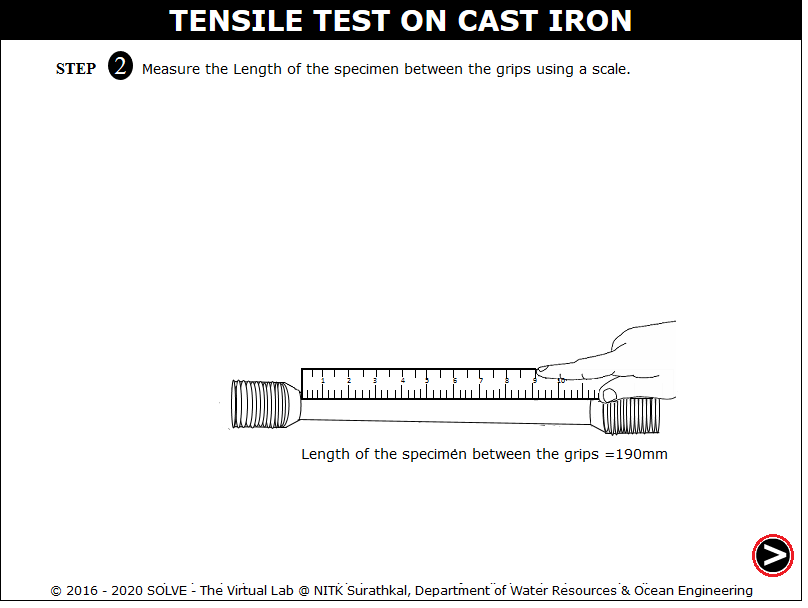 TENSILE TEST ON CAST IRON
STEP 2 Measure the Length of the specimen between the grips using a scale.
1 2 3 4 5 6 7 8 9 10
Length of the specimen between the grips =190mm
>
© 2016 - 2020 SOLVE - The Virtual Lab @ NITK Surathkal, Department of Water Resources & Ocean Engineering